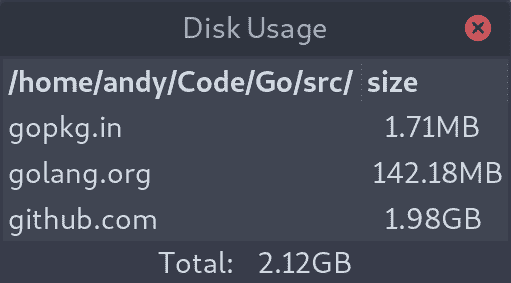 Disk Usage
/home/andy/Code/Go/src/ size
gopkg.in 1.71MB
golang.org 142.18MB
github.com 1.98GB
Total: 2.12GB